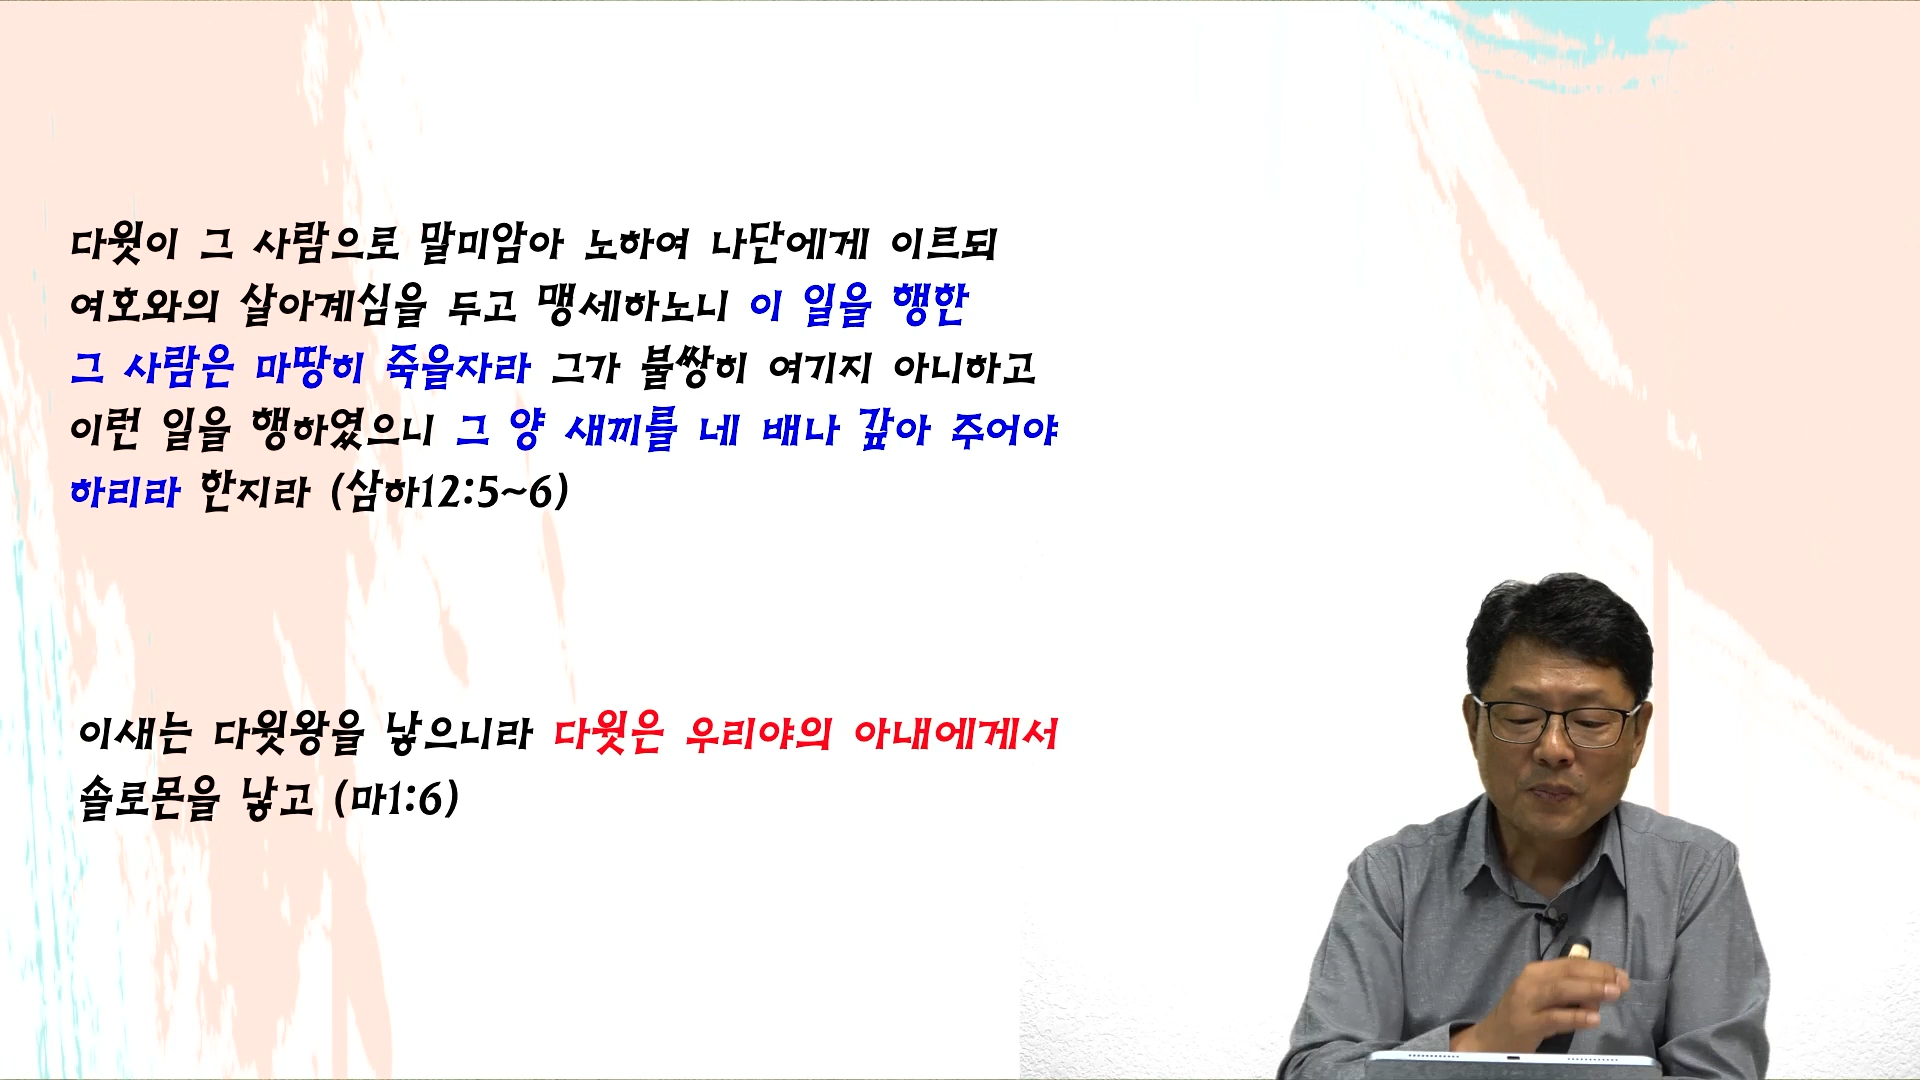 다윗이 그 사람으로 말미암아 노하여 나단에게 이르되
여호와의 살아계심을 두고 맹세하노니 이 일을 행한
그 사람은 마땅히 죽을자라 그가 불쌍히 여기지 아니하고
이런 일을 행하였으니 그 양 새끼를 네 배나 갚아 주어야
하리라 한지라 (삼하12:5~6)
이새는 다윗왕을 낳으니라 다윗은 우리야의 아내에게서
솔로몬을 낳고 (마1:6)